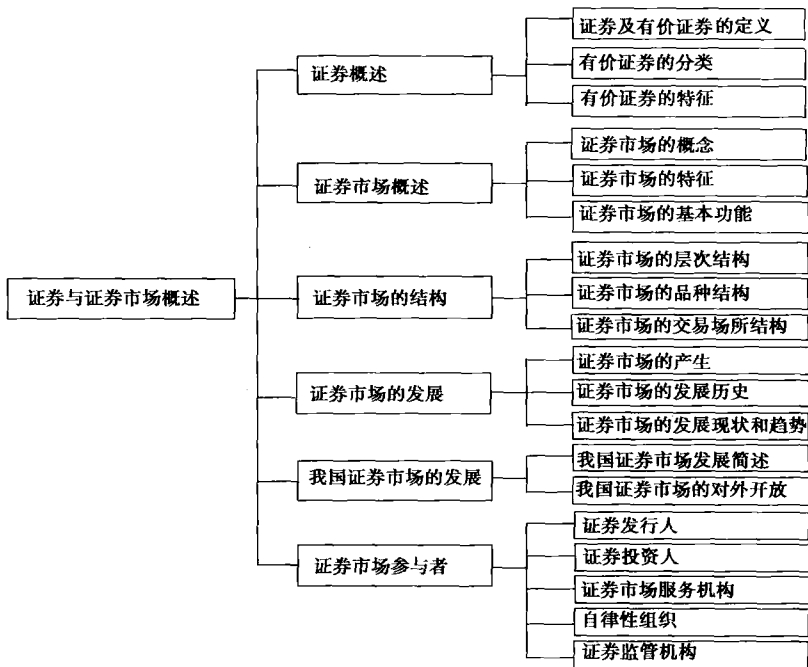 证券与证券市场概述
证券概述
证券及有价证券的定义
有价证券的分类
有价证券的特征
证券市场概述
证券市场的概念
证券市场的特征
证券市场的基本功能
证券市场的结构
证券市场的层次结构
证券市场的品种结构
证券市场的交易场所结构
证券市场的发展
证券市场的产生
证券市场的发展历史
证券市场的发展现状和趋势
我国证券市场的发展
我国证券市场发展简述
我国证券市场的对外开放
证券市场参与者
证券发行人
证券投资人
证券市场服务机构
自律性组织
证券监管机构